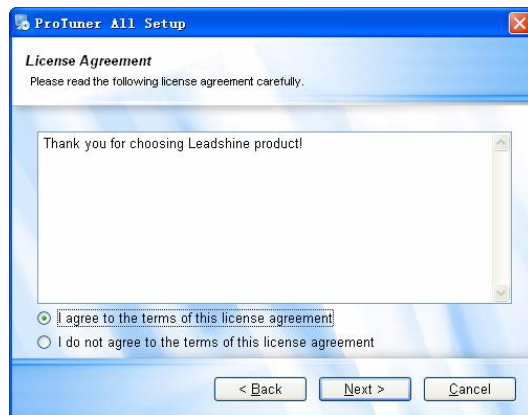 ProTuner All Setup
License Agreement
Please read the following license agreement carefully.
Thank you for choosing Leadshine product!
I agree to the terms of this license agreement
I do not agree to the terms of this license agreement
< Back
Next >
Cancel